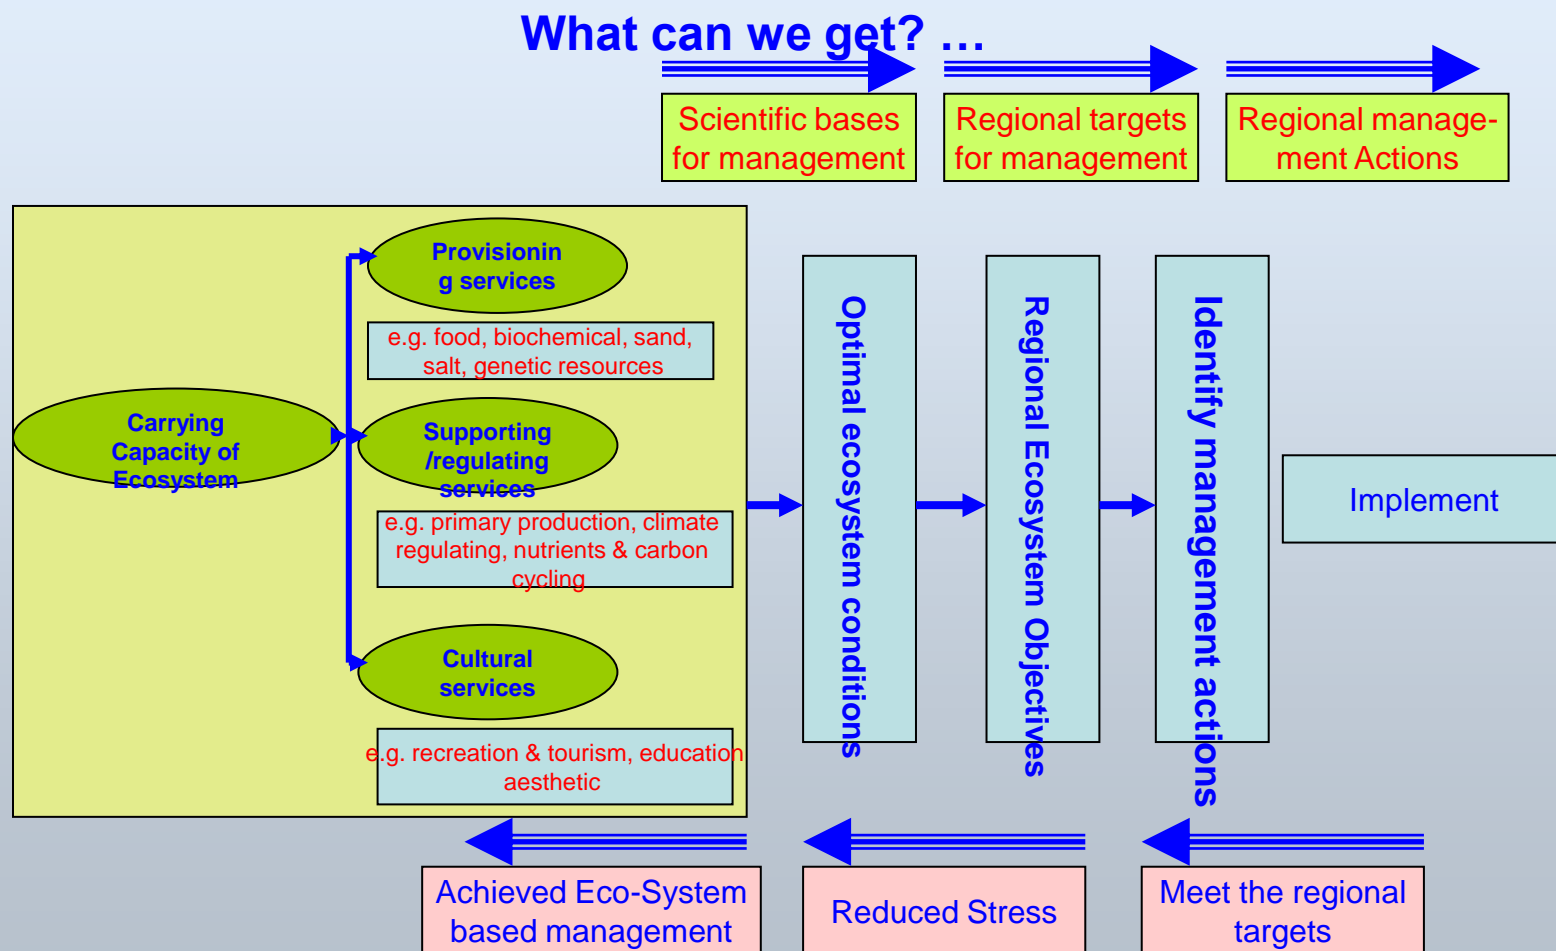 What can we get? …
Scientific bases
for management
Regional targets
for management
Regional manage-
ment Actions
Provisionin
g services
e.g. food, biochemical, sand,
salt, genetic resources
Carrying
Capacity of
Ecosystem
Supporting
/regulating
services
e.g. primary production, climate
regulating, nutrients & carbon
cycling
Cultural
services
e.g. recreation & tourism, education
aesthetic
Optimal ecosystem conditions
Regional Ecosystem Objectives
Identify management actions
Implement
Achieved Eco-System
based management
Reduced Stress
Meet the regional
targets